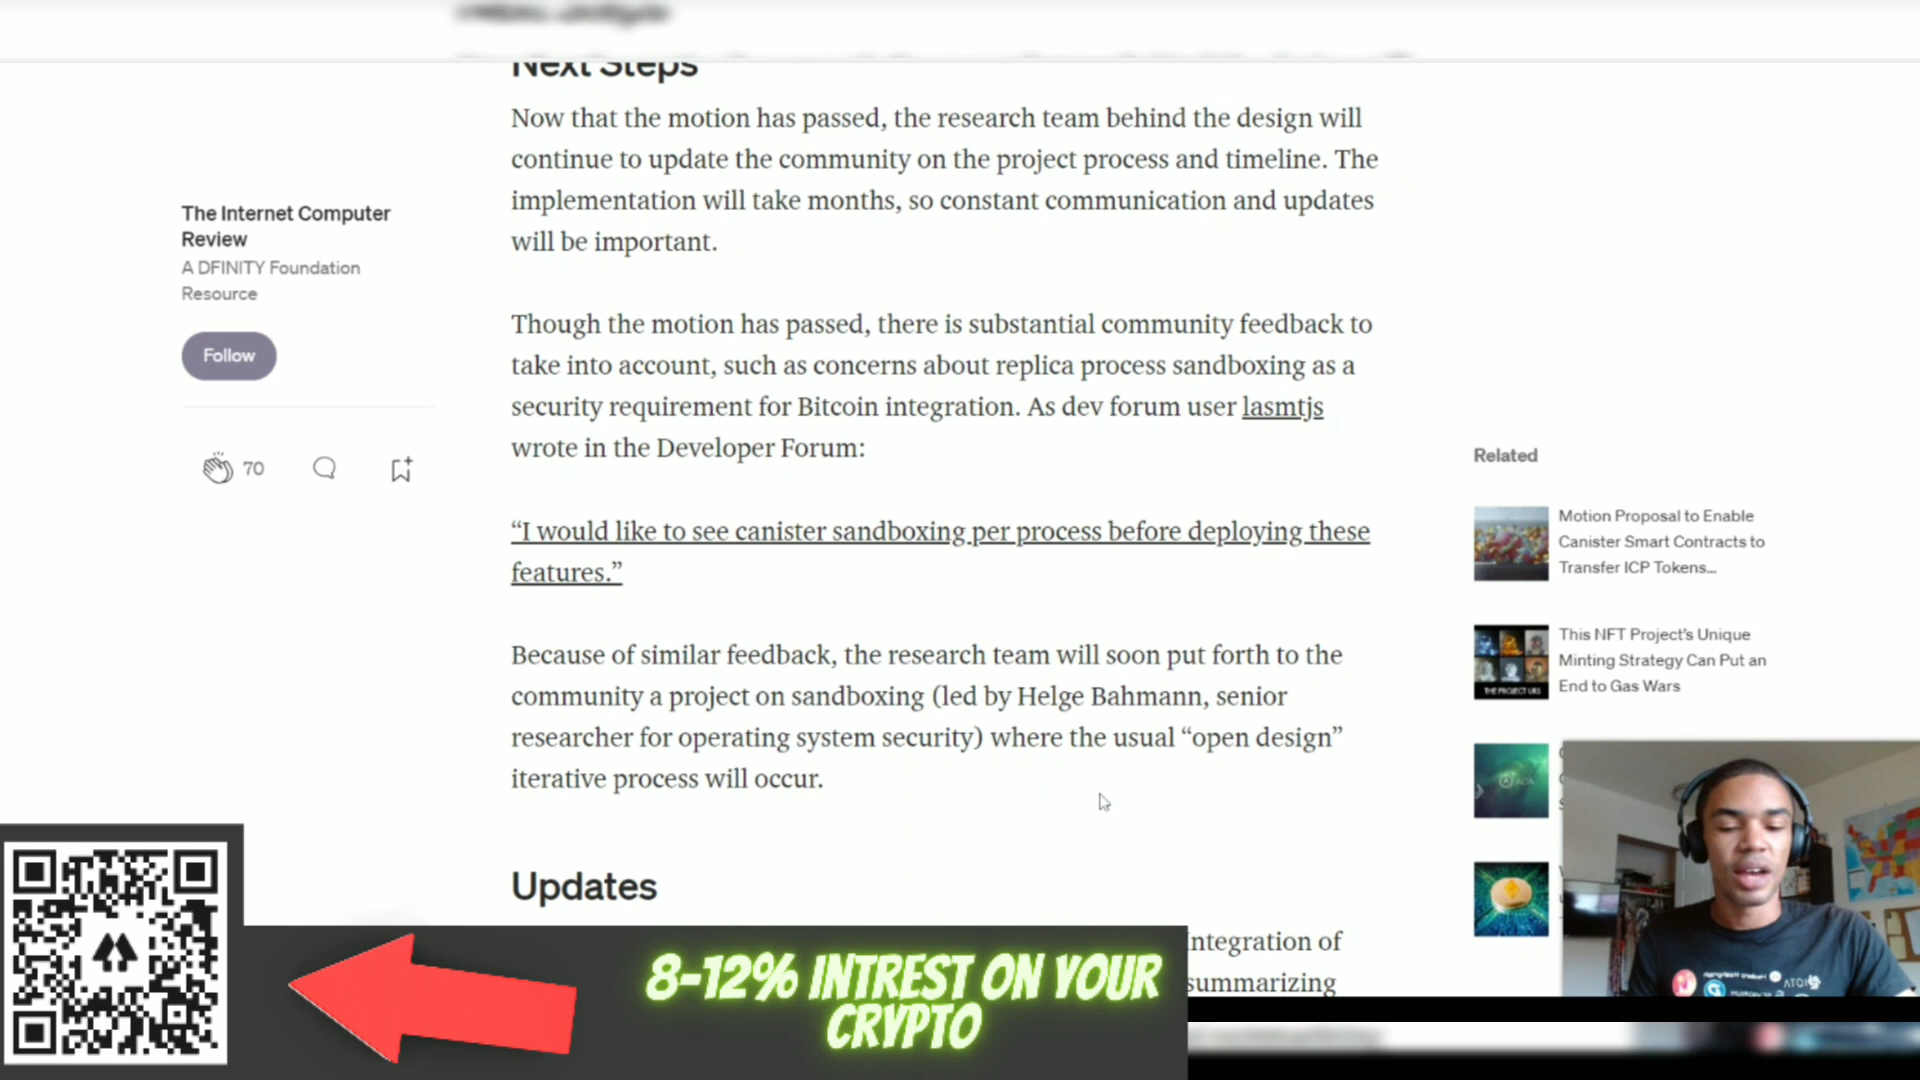 Next Steps
Now that the motion has passed, the research team behind the design will
continue to update the community on the project process and timeline. The
implementation will take months, so constant communication and updates
will be important.
Though the motion has passed, there is substantial community feedback to
take into account, such as concerns about replica process sandboxing as a
security requirement for Bitcoin integration. As dev forum user lasmtjs
wrote in the Developer Forum:
“I would like to see canister sandboxing per process before deploying these
features.”
Because of similar feedback, the research team will soon put forth to the
community a project on sandboxing (led by Helge Bahmann, senior
researcher for operating system security) where the usual “open design”
iterative process will occur.
Updates
integration of
summarizing
The Internet Computer
Review
A DFINITY Foundation
Resource
Follow
70
Related
Motion Proposal to Enable
Canister Smart Contracts to
Transfer ICP Tokens...
This NFT Project's Unique
Minting Strategy Can Put an
End to Gas Wars
THE PROJECT URS
8-12% INTREST ON YOUR
CRYPTO